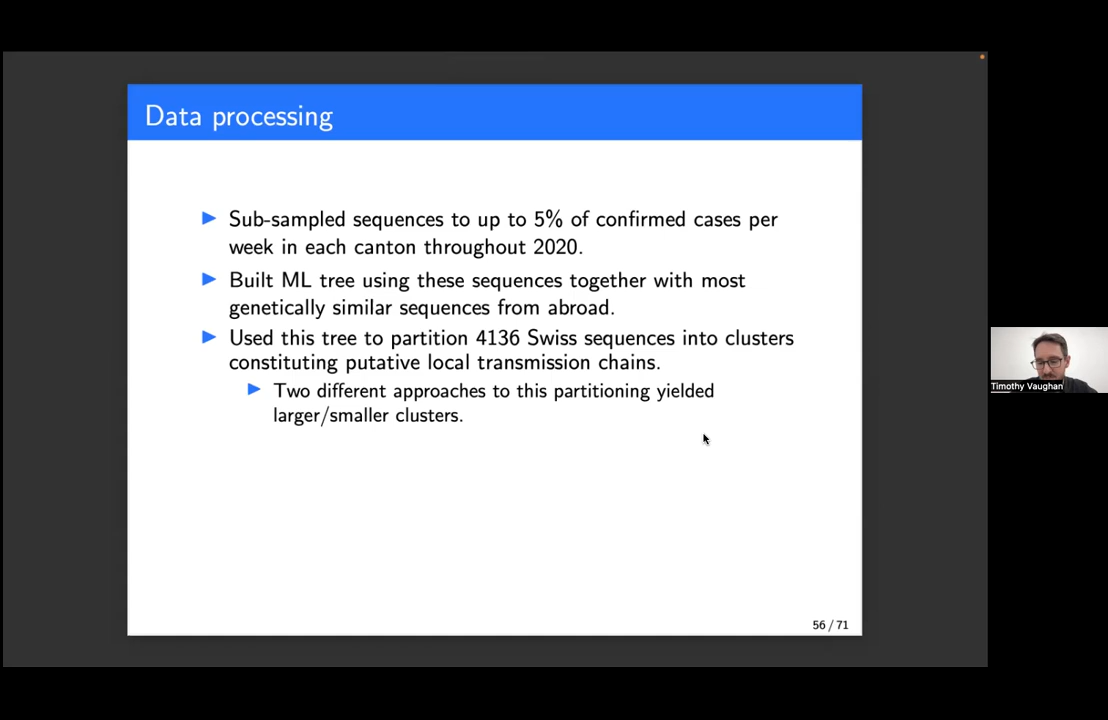 Data processing
Sub-sampled sequences to up to 5% of confirmed cases per
week in each canton throughout 2020.
Built ML tree using these sequences together with most
genetically similar sequences from abroad.
Used this tree to partition 4136 Swiss sequences into clusters
constituting putative local transmission chains.
Two different approaches to this partitioning yielded
larger/smaller clusters.
56 / 71
Timothy Vaughan